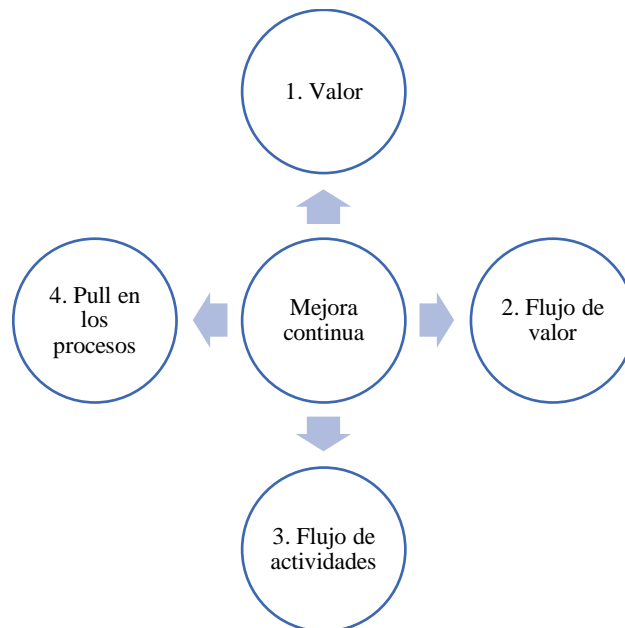 1. Valor
4. Pull en
los
procesos
Mejora
continua
2. Flujo de
valor
3. Flujo de
actividades